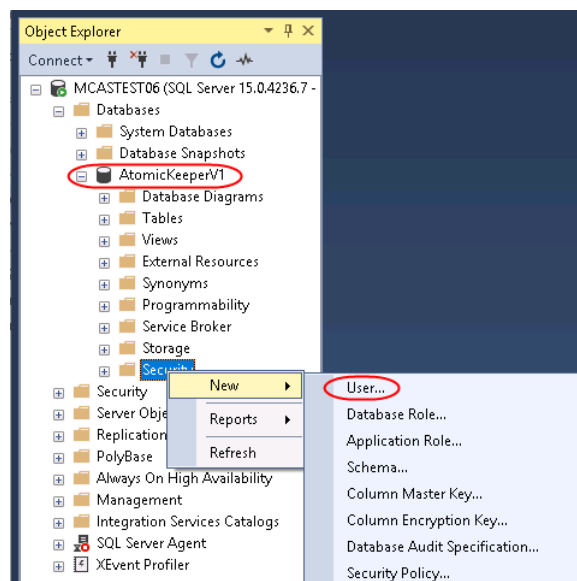 Object Explorer
Connect
MCASTEST06 (SQL Server 15.0.4236.7 -
Databases
System Databases
Database Snapshots
AtomicKeeperV1
Database Diagrams
Tables
Views
External Resources
Synonyms
Programmability
Service Broker
Storage
Security
New
User...
Security
Server Obje
Reports
Database Role...
Replication
Application Role...
PolyBase
Refresh
Schema...
Always On High Availability
Column Master Key...
Management
Column Encryption Key...
Integration Services Catalogs
SQL Server Agent
Database Audit Specification...
XEvent Profiler
Security Policy...